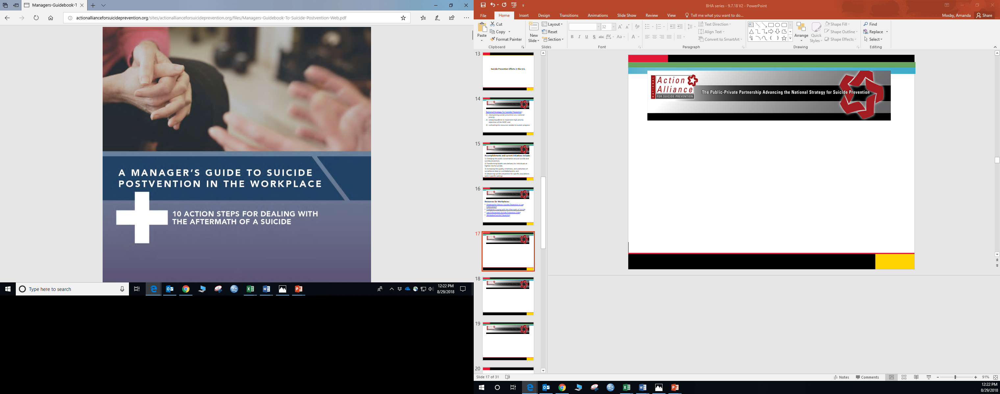 Managers-Guidebook-T
actionallianceforsuicideprevention.org/sites/actionallianceforsuicideprevention.org/files/Managers-Guidebook-To-Suicide-Postvention-Web.pdf
A MANAGER'S GUIDE TO SUICIDE
POSTVENTION IN THE WORKPLACE
10 ACTION STEPS FOR DEALING WITH
THE AFTERMATH OF A SUICIDE
Type here to search
12:22 PM
8/29/2018
BHA series - 9.7.18 V2 - PowerPoint
File Home Insert Design Transitions Animations Slide Show Review View Tell me what you want to do... Mosby, Amanda Share
Paste
Cut
Copy
Format Painter
Clipboard
New
Slide
Layout
Reset
Section
Slides
32
Font
Text Direction
Align Text
Convert to SmartArt
Paragraph
Arrange
Quick
Styles
Shape Fill
Shape Outline
Shape Effects
Drawing
Find
Replace
Select
Editing
13
Suicide Prevention Efforts in the U.S.
14
National Strategy for Suicide Prevention
1) championing suicide prevention as a national
priority;
2) catalyzing efforts to implement high priority
objectives of the NSSP; and
3) cultivating the resources needed to sustain progress
15
Accomplishments and current initiatives include:
1) Changing the public conversation around suicide and
suicide prevention;
2) Transforming health care delivery for individuals at
highest risk for suicide;
3) Increasing the quality, timeliness, and usefulness of
surveillance data on suicidal behaviors; and
4) Advancing suicide prevention for specific populations
and in specific settings
16
Resources for Workplaces:
• Breaking the Silence: Suicide Prevention in Law
Enforcement
• Firefighters Coping with the Aftermath of Suicide
• Law Enforcement Suicide Prevention Video
• Workplace Suicide Prevention
17
18
19
20
NATIONAL
Action
Alliance
FOR SUICIDE PREVENTION
The Public-Private Partnership Advancing the National Strategy for Suicide Prevention
Slide 17 of 31
Notes Comments 91%
12:22 PM
8/29/2018